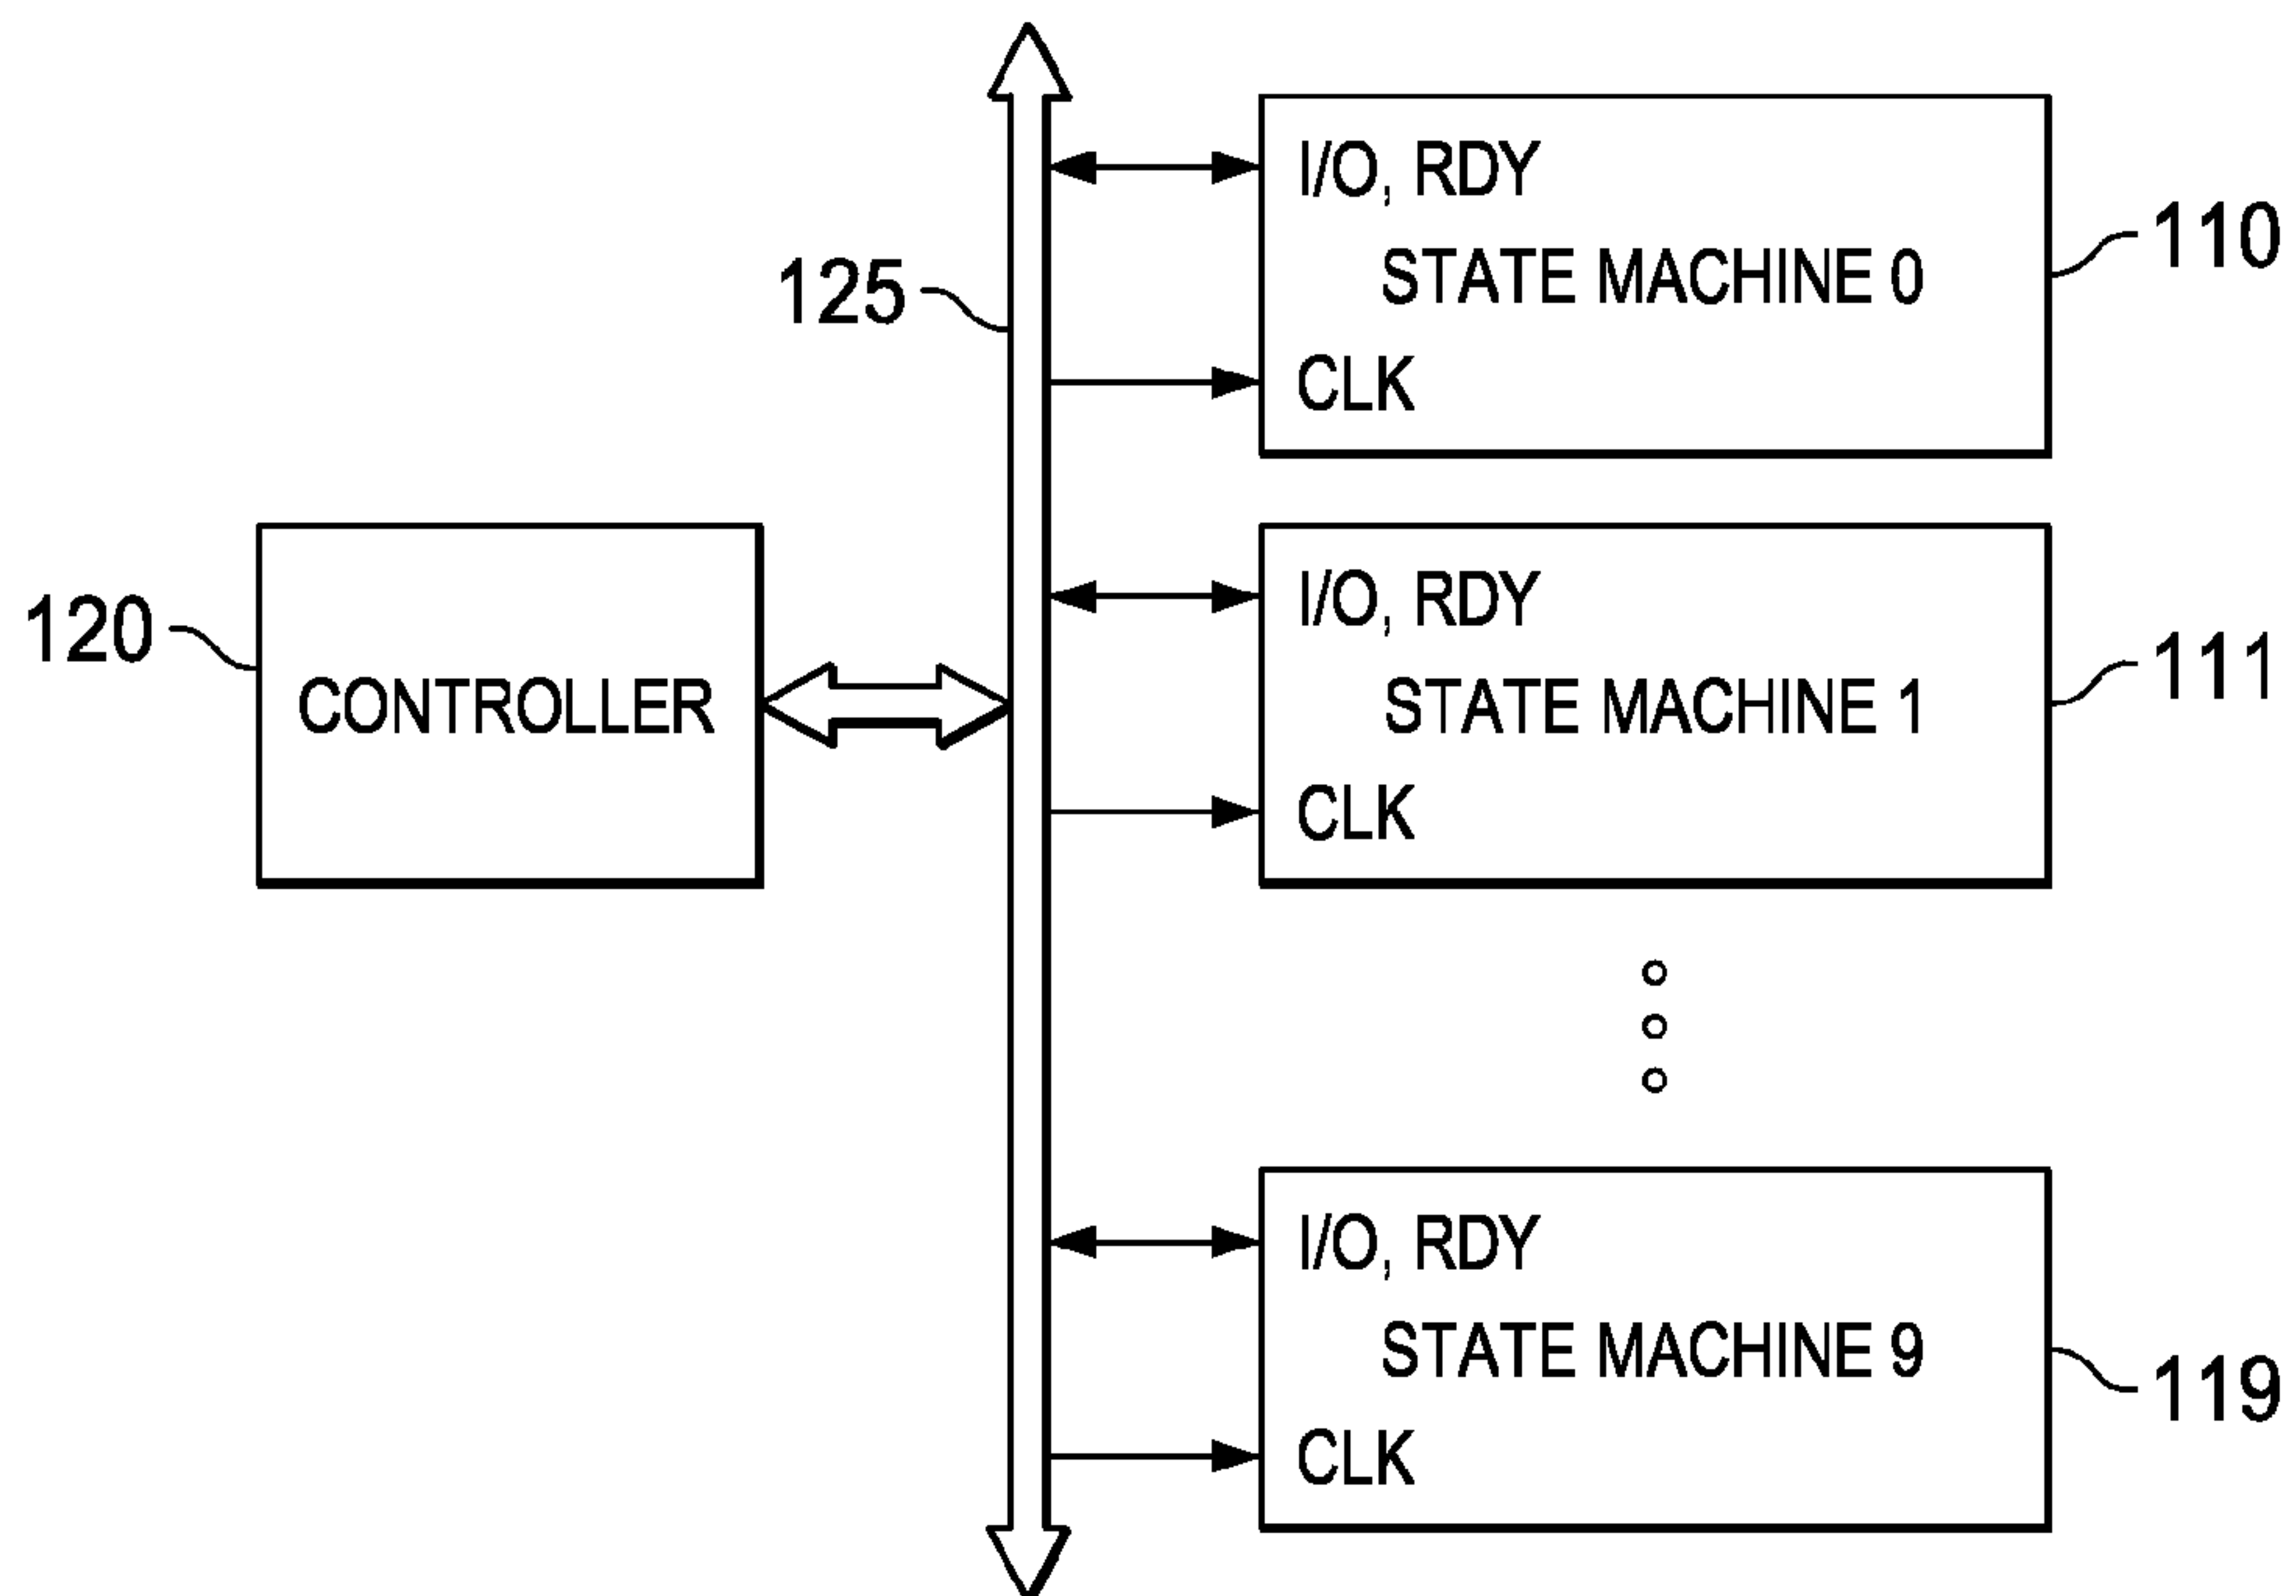 I/O, RDY
STATE MACHINE 0
CLK
110
125
I/O, RDY
STATE MACHINE 1
CLK
111
120
CONTROLLER
I/O, RDY
STATE MACHINE 9
CLK
119